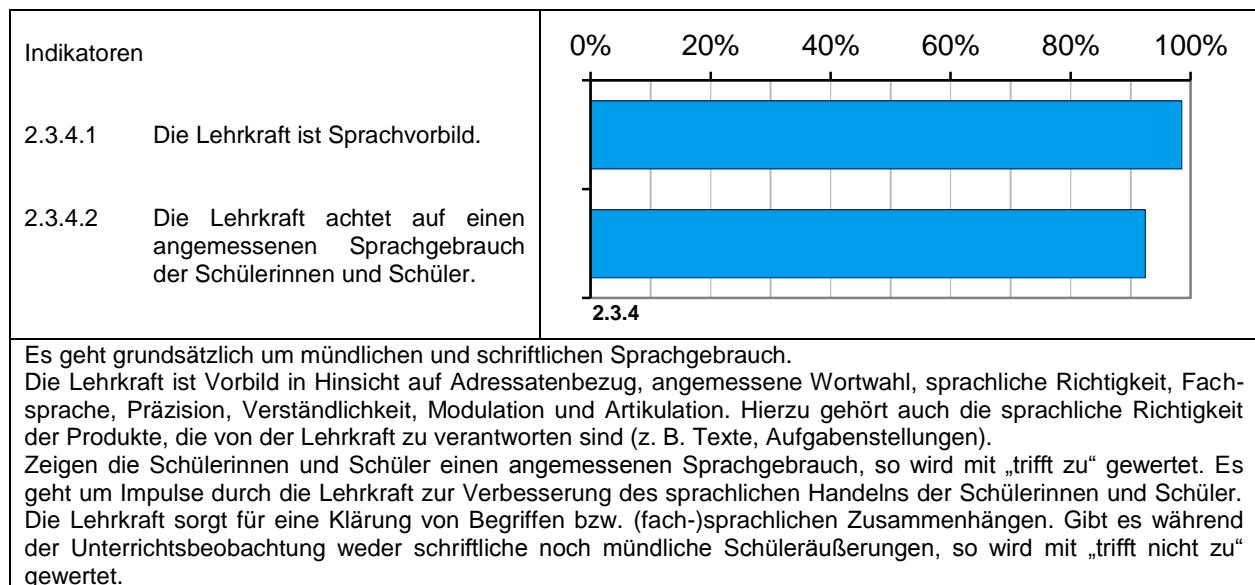 Indikatoren
0% 20% 40% 60% 80% 100%
2.3.4.1 Die Lehrkraft ist Sprachvorbild.
2.3.4.2 Die Lehrkraft achtet auf einen
angemessenen Sprachgebrauch
der Schülerinnen und Schüler.
2.3.4
Es geht grundsätzlich um mündlichen und schriftlichen Sprachgebrauch.
Die Lehrkraft ist Vorbild in Hinsicht auf Adressatenbezug, angemessene Wortwahl, sprachliche Richtigkeit, Fach-
sprache, Präzision, Verständlichkeit, Modulation und Artikulation. Hierzu gehört auch die sprachliche Richtigkeit
der Produkte, die von der Lehrkraft zu verantworten sind (z. B. Texte, Aufgabenstellungen).
Zeigen die Schülerinnen und Schüler einen angemessenen Sprachgebrauch, so wird mit „trifft zu“ gewertet. Es
geht um Impulse durch die Lehrkraft zur Verbesserung des sprachlichen Handelns der Schülerinnen und Schüler.
Die Lehrkraft sorgt für eine Klärung von Begriffen bzw. (fach-)sprachlichen Zusammenhängen. Gibt es während
der Unterrichtsbeobachtung weder schriftliche noch mündliche Schüleräußerungen, so wird mit „trifft nicht zu“
gewertet.